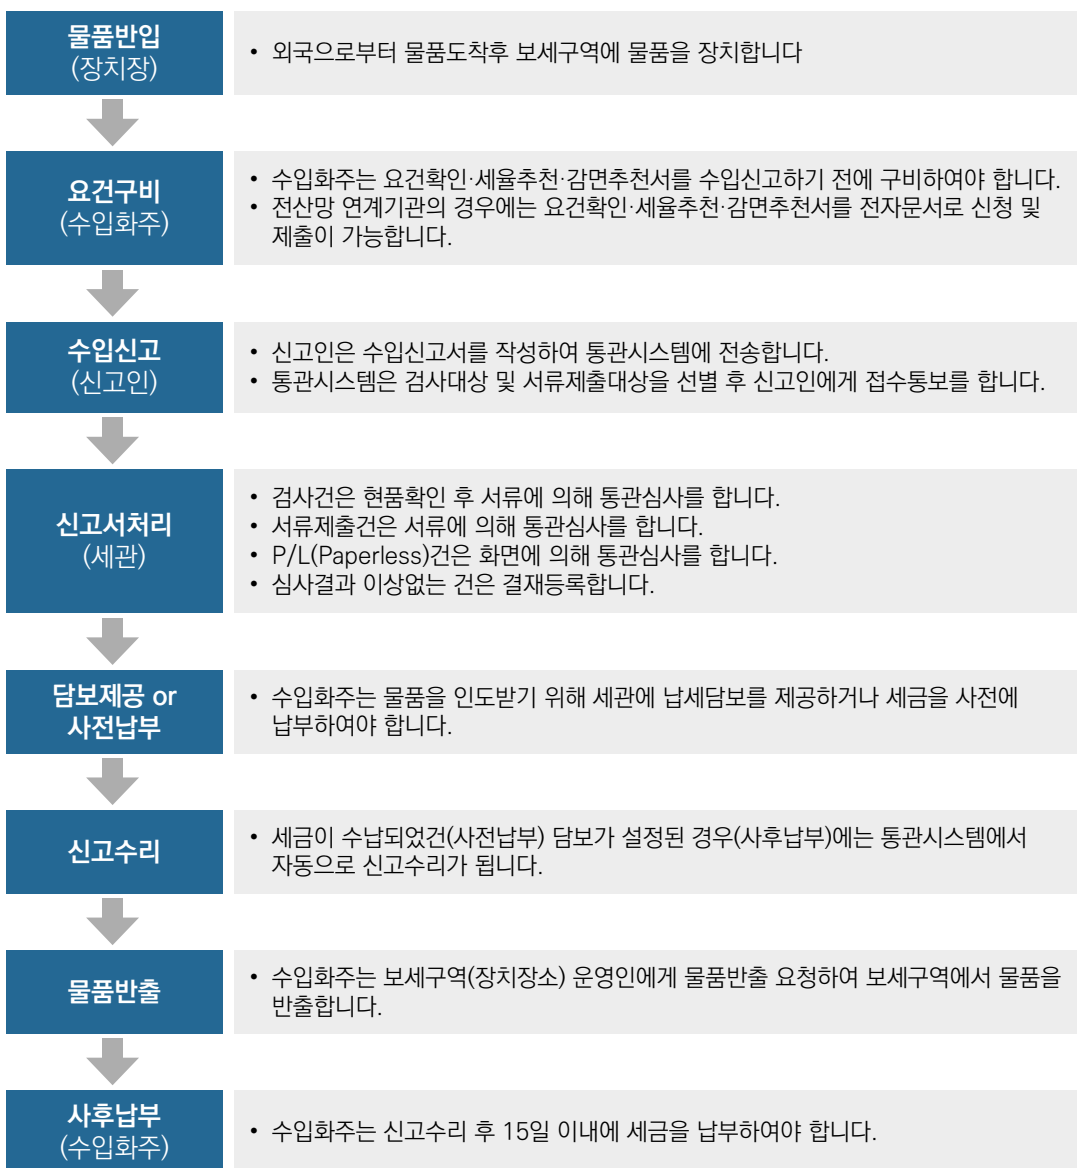 물품반입
(장치장)
• 외국으로부터 물품도착후 보세구역에 물품을 장치합니다
요건구비
(수입화주)
• 수입화주는 요건확인·세율추천·감면추천서를 수입신고하기 전에 구비하여야 합니다.
• 전산망 연계기관의 경우에는 요건확인·세율추천·감면추천서를 전자문서로 신청 및
제출이 가능합니다.
수입신고
(신고인)
• 신고인은 수입신고서를 작성하여 통관시스템에 전송합니다.
• 통관시스템은 검사대상 및 서류제출대상을 선별 후 신고인에게 접수통보를 합니다.
신고서처리
(세관)
• 검사건은 현품확인 후 서류에 의해 통관심사를 합니다.
• 서류제출건은 서류에 의해 통관심사를 합니다.
• P/L(Paperless)건은 화면에 의해 통관심사를 합니다.
• 심사결과 이상없는 건은 결재등록합니다.
담보제공 or
사전납부
• 수입화주는 물품을 인도받기 위해 세관에 납세담보를 제공하거나 세금을 사전에
납부하여야 합니다.
신고수리
• 세금이 수납되었건(사전납부) 담보가 설정된 경우(사후납부)에는 통관시스템에서
자동으로 신고수리가 됩니다.
물품반출
• 수입화주는 보세구역(장치장소) 운영인에게 물품반출 요청하여 보세구역에서 물품을
반출합니다.
사후납부
(수입화주)
• 수입화주는 신고수리 후 15일 이내에 세금을 납부하여야 합니다.